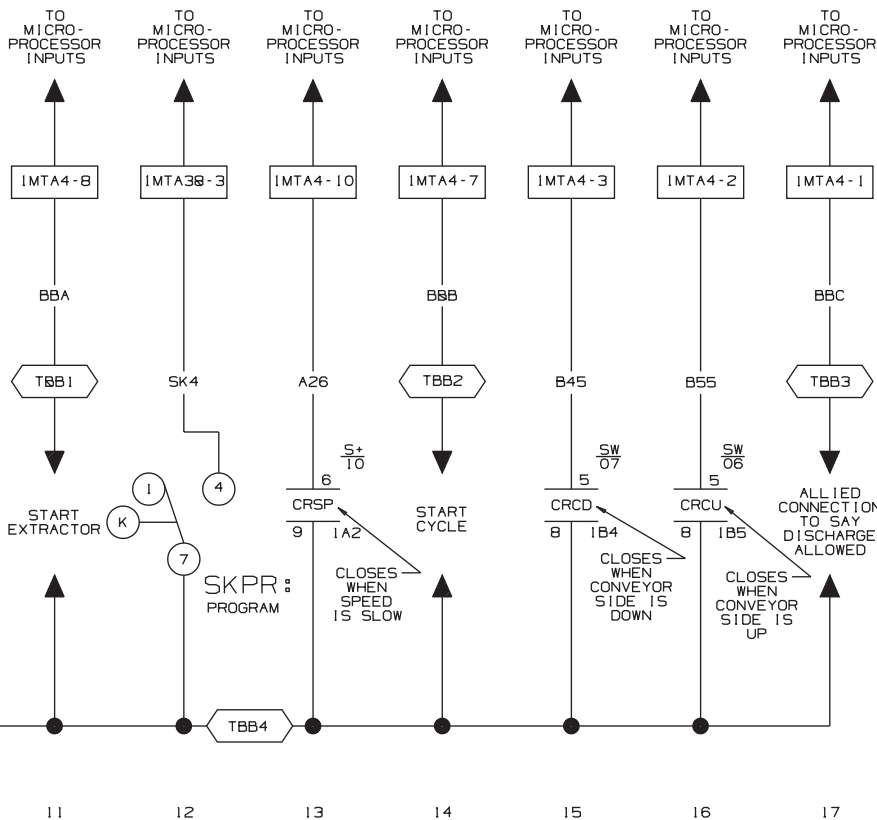 TO MICRO- PROCESSOR INPUTS
TO MICRO- PROCESSOR INPUTS
TO MICRO- PROCESSOR INPUTS
TO MICRO- PROCESSOR INPUTS
TO MICRO- PROCESSOR INPUTS
TO MICRO- PROCESSOR INPUTS
TO MICRO- PROCESSOR INPUTS
1MTA4-8
1MTA4-10
1MTA4-7
1MTA4-3
1MTA4-2
1MTA4-1
BBA
BBC
TBB2
TBB3
SK4
A26
B45
B55
S+
10
SW
07
SW
06
6
5
5
1
4
K
7
CRSP
CRCD
CRCU
9
1A2
8
1B4
8
1B5
START
EXTRACTOR
START
CYCLE
ALLIED
CONNECTION
TO SAY
DISCHARGE
ALLOWED
SKPR:
PROGRAM
CLOSES
WHEN
SPEED
IS SLOW
CLOSES
WHEN
CONVEYOR
SIDE IS
DOWN
CLOSES
WHEN
CONVEYOR
SIDE IS
UP
TBB4
11
12
13
14
15
16
17